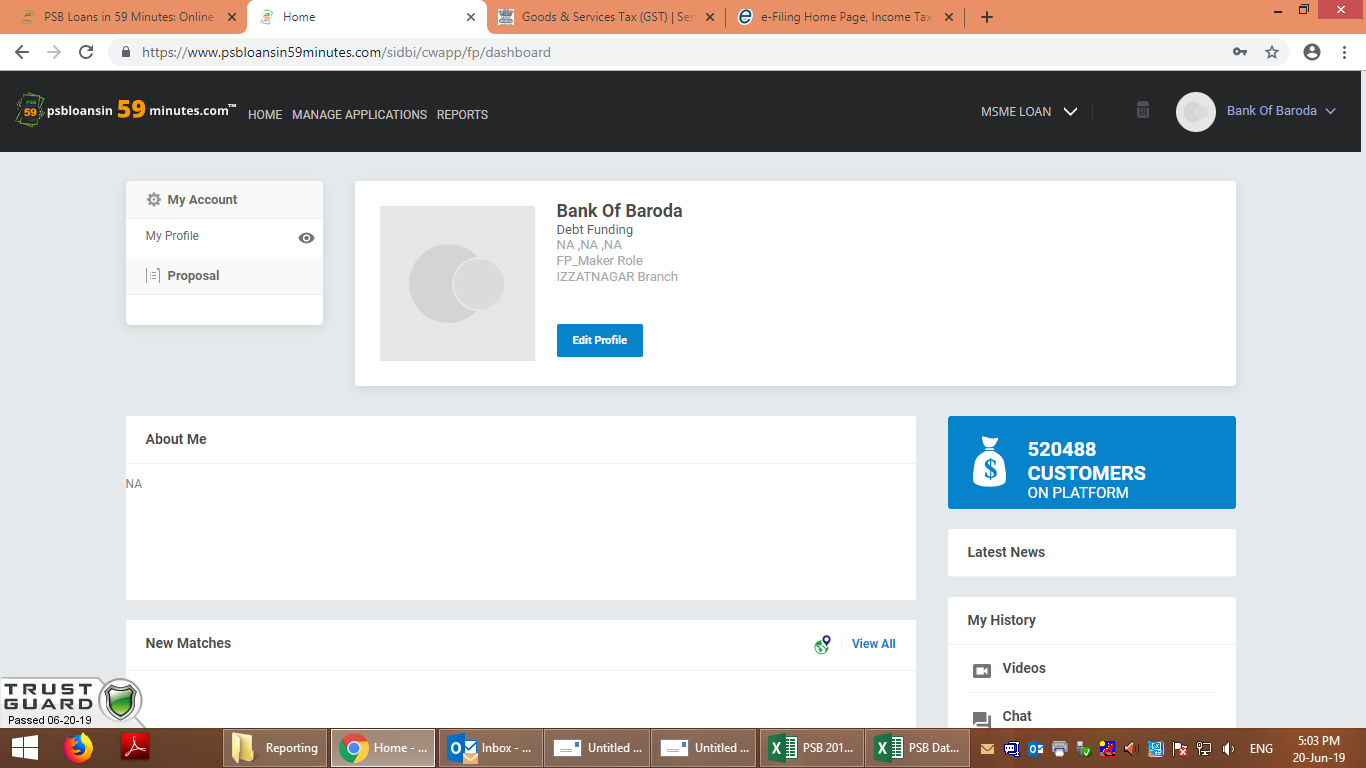 PSB Loans in 59 Minutes: Online
Home
Goods & Services Tax (GST) | Ser
e-Filing Home Page, Income Tax
https://www.psbloansin59minutes.com/sidbi/cwapp/fp/dashboard
PSB
59
psbloansin 59 minutes.com™
HOME
MANAGE APPLICATIONS
REPORTS
MSME LOAN
Bank Of Baroda
My Account
My Profile
Proposal
Bank Of Baroda
Debt Funding
NA ,NA ,NA
FP_Maker Role
IZZATNAGAR Branch
Edit Profile
About Me
NA
520488
CUSTOMERS
ON PLATFORM
Latest News
New Matches
View All
My History
Videos
Chat
TRUST
GUARD
Passed 06-20-19
Reporting
Home - ...
Inbox - ...
Untitled ...
Untitled ...
PSB 201...
PSB Dat...
ENG
5:03 PM
20-Jun-19